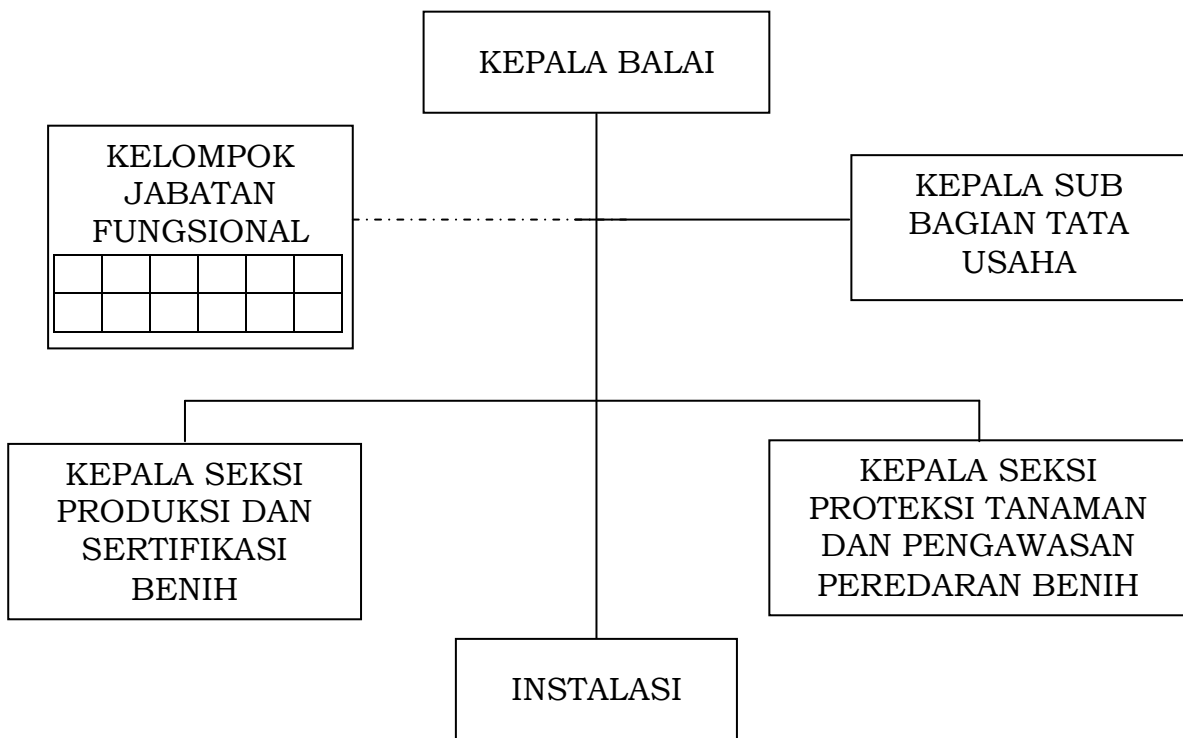 KEPALA BALAI
KELOMPOK
JABATAN
FUNGSIONAL
KEPALA SUB
BAGIAN TATA
USAHA
KEPALA SEKSI
PRODUKSI DAN
SERTIFIKASI
BENIH
KEPALA SEKSI
PROTEKSI TANAMAN
DAN PENGAWASAN
PEREDARAN BENIH
INSTALASI